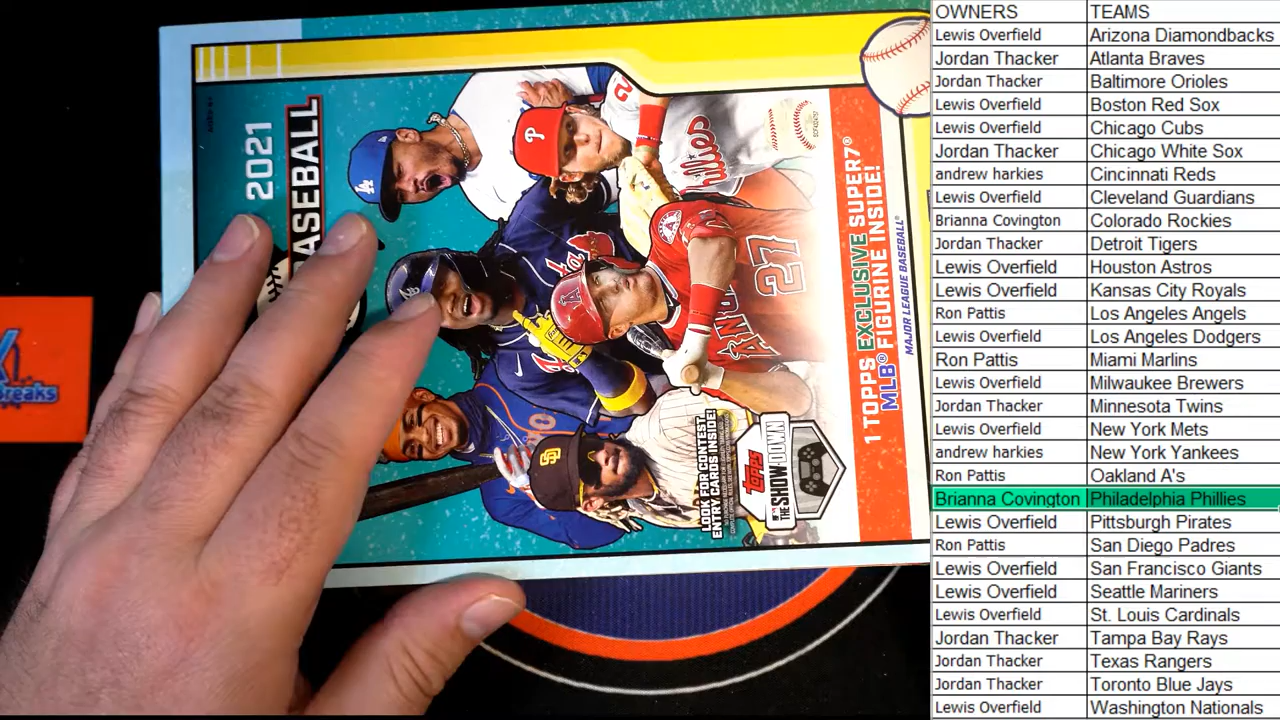 2021
BASEBALL
LA
P
2
Phillies
A
27
SD
1 TOPPS EXCLUSIVE SUPER7®
MLB® FIGURINE INSIDE!
MAJOR LEAGUE BASEBALL®
LOOK FOR CONTEST
ENTRY CARDS INSIDE!
TOPPS
MLB
THE SHOW·DOWN
reaks
OWNERS TEAMS
Lewis Overfield Arizona Diamondbacks
Jordan Thacker Atlanta Braves
Jordan Thacker Baltimore Orioles
Lewis Overfield Boston Red Sox
Lewis Overfield Chicago Cubs
Jordan Thacker Chicago White Sox
andrew harkies Cincinnati Reds
Lewis Overfield Cleveland Guardians
Brianna Covington Colorado Rockies
Jordan Thacker Detroit Tigers
Lewis Overfield Houston Astros
Lewis Overfield Kansas City Royals
Ron Pattis Los Angeles Angels
Lewis Overfield Los Angeles Dodgers
Ron Pattis Miami Marlins
Lewis Overfield Milwaukee Brewers
Jordan Thacker Minnesota Twins
Lewis Overfield New York Mets
andrew harkies New York Yankees
Ron Pattis Oakland A's
Brianna Covington Philadelphia Phillies
Lewis Overfield Pittsburgh Pirates
Ron Pattis San Diego Padres
Lewis Overfield San Francisco Giants
Lewis Overfield Seattle Mariners
Lewis Overfield St. Louis Cardinals
Jordan Thacker Tampa Bay Rays
Jordan Thacker Texas Rangers
Jordan Thacker Toronto Blue Jays
Lewis Overfield Washington Nationals